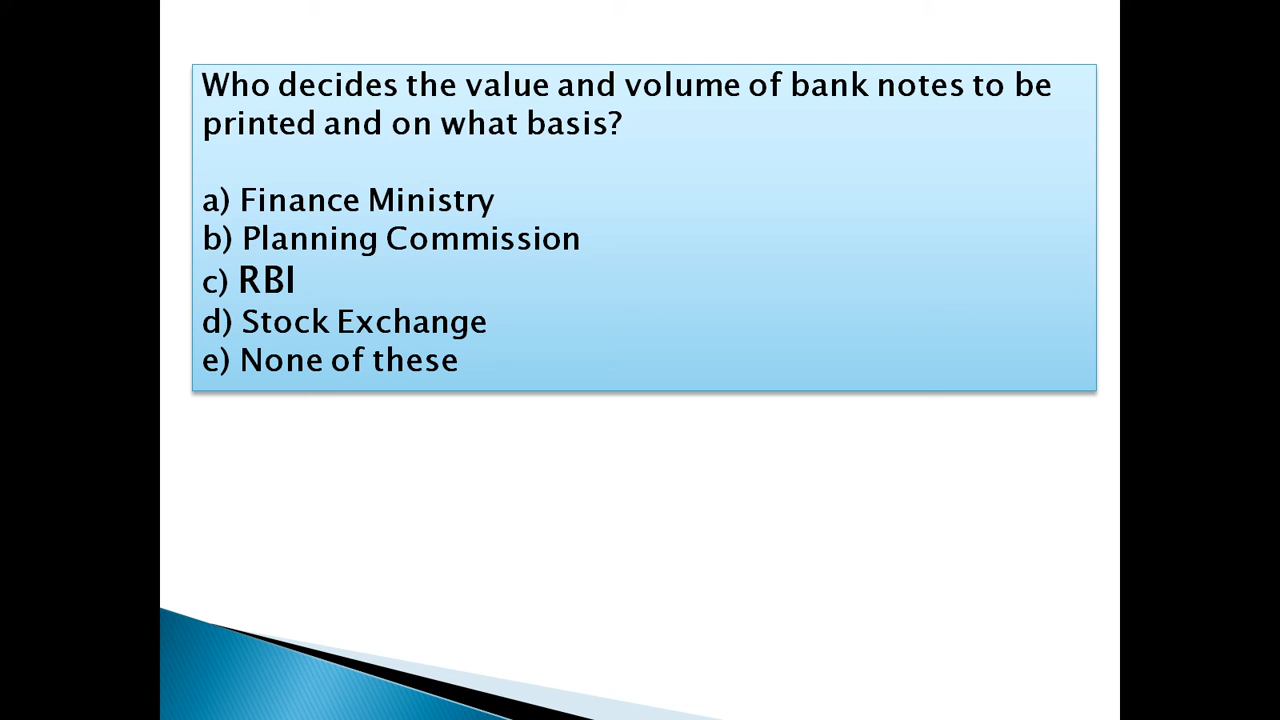 Who decides the value and volume of bank notes to be
printed and on what basis?
a) Finance Ministry
b) Planning Commission
c) RBI
d) Stock Exchange
e) None of these